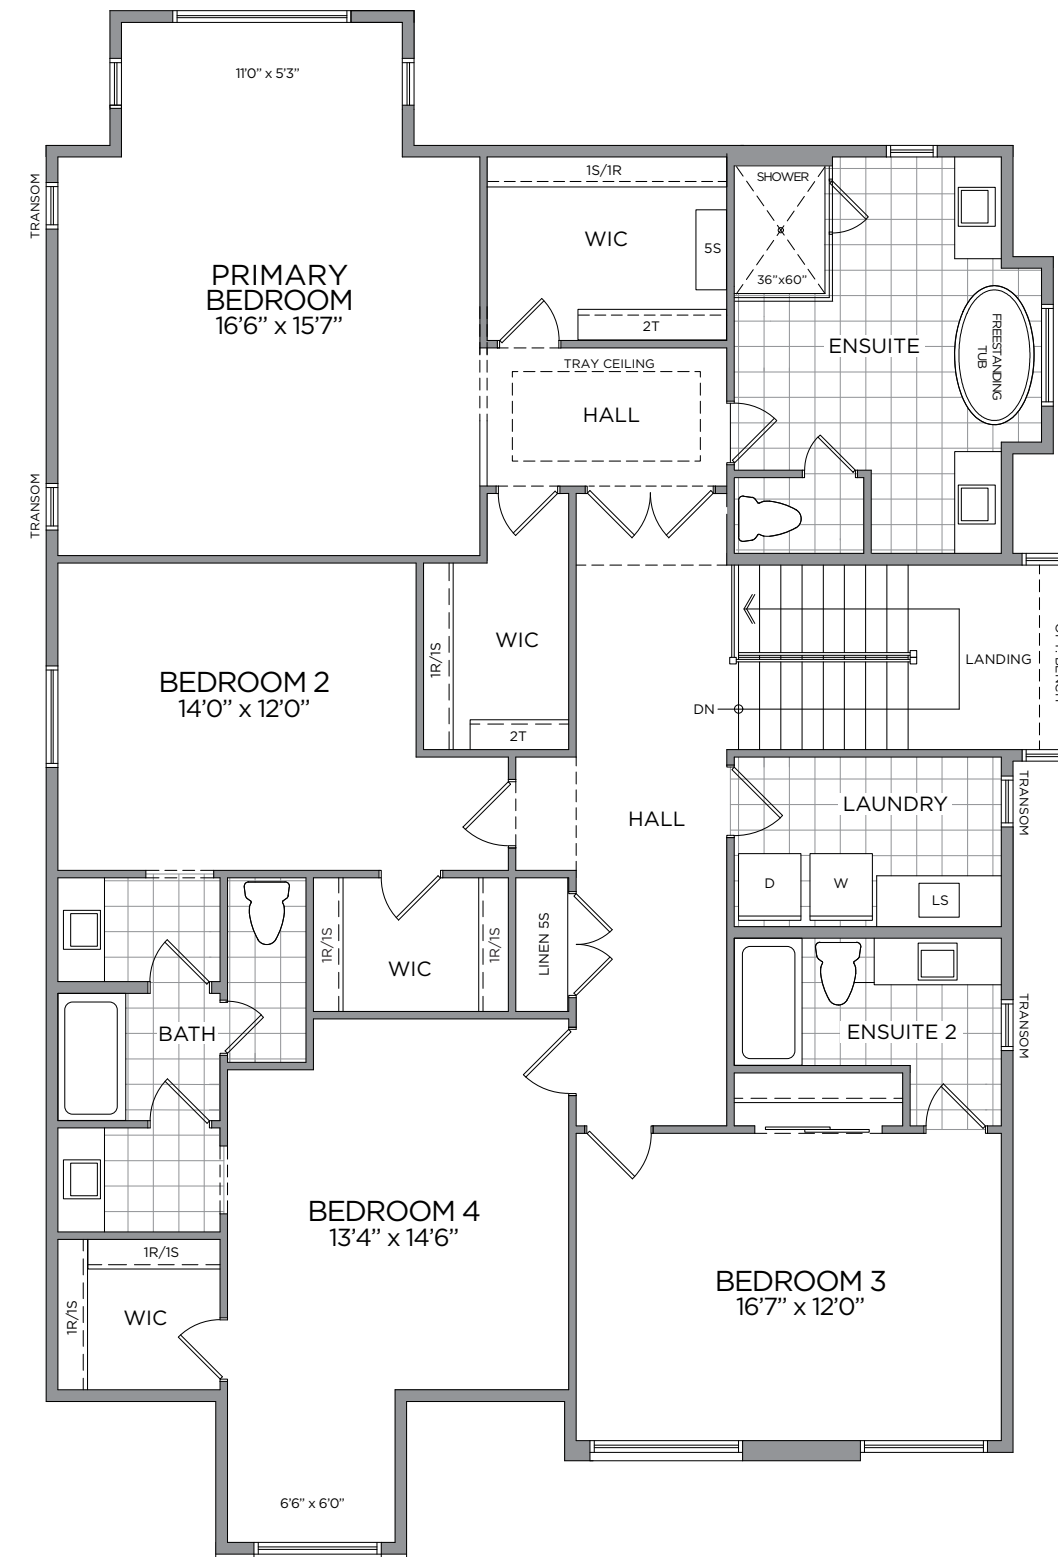 11'0" x 5'3"
TRANSOM
1S/1R
SHOWER
WIC
5S
PRIMARY
BEDROOM
16'6" x 15'7"
36"x60"
2T
ENSUITE
FREESTANDING
TUB
TRAY CEILING
HALL
TRANSOM
1R/1S
WIC
LANDING
BEDROOM 2
14'0" x 12'0"
DN
2T
HALL
LAUNDRY
TRANSOM
D
W
LS
1R/1S
WIC
1R/1S
LINEN 5S
BATH
ENSUITE 2
TRANSOM
BEDROOM 4
13'4" x 14'6"
1R/1S
1R/1S
WIC
BEDROOM 3
16'7" x 12'0"
6'6" x 6'0"